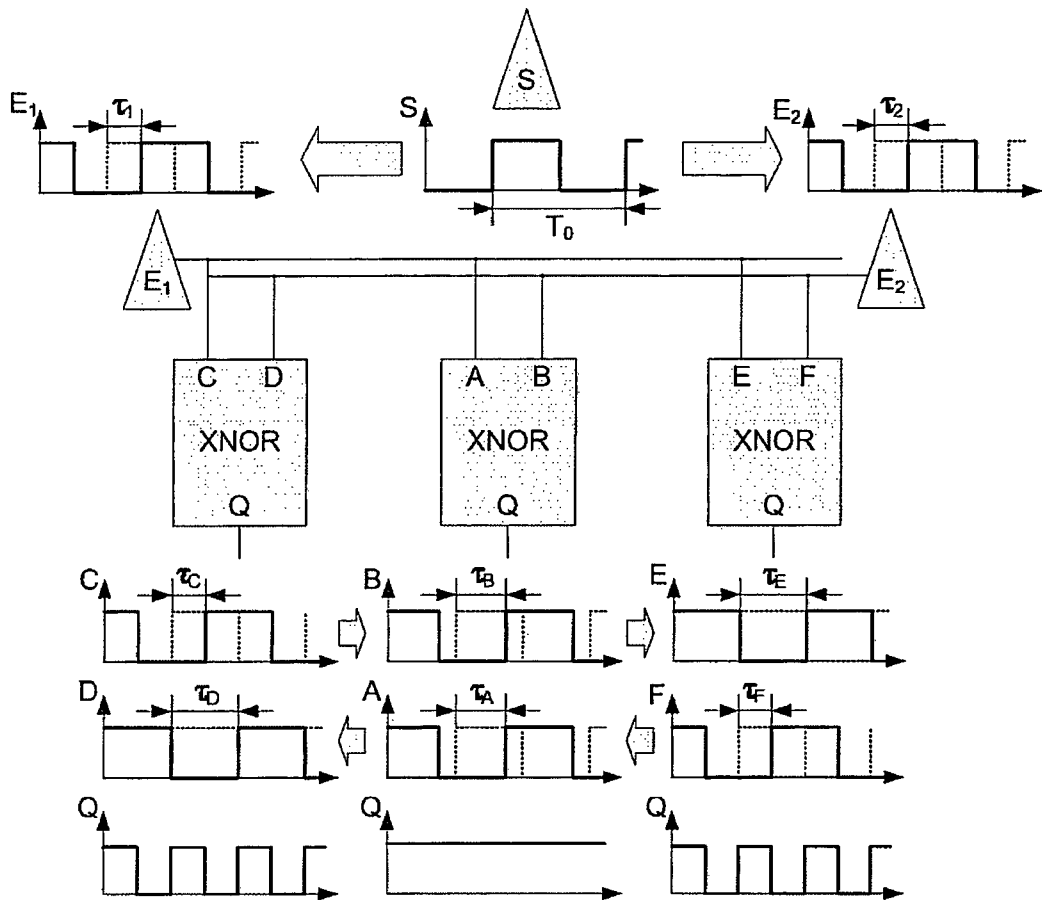 S
E₁ τ₁ S E₂ τ₂
T₀
E₁ E₂
C D A B E F
XNOR XNOR XNOR
Q Q Q
C τC B τB E τE
D τD A τA F τF
Q Q Q